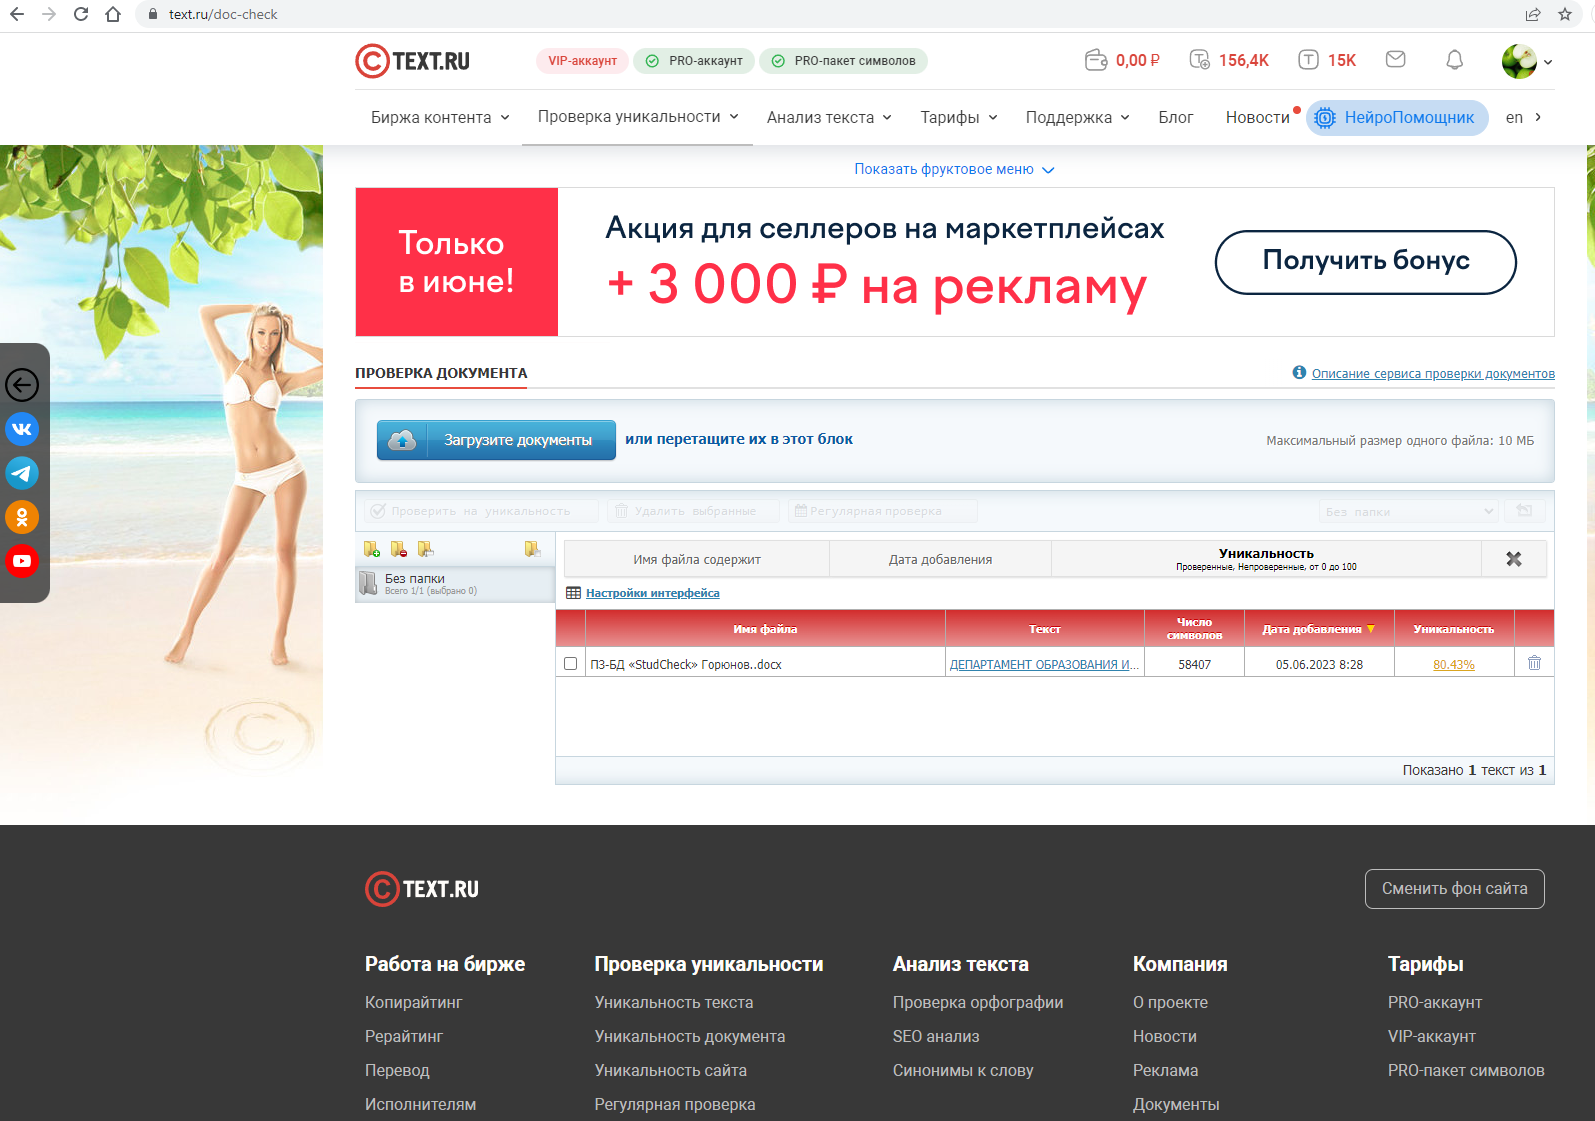 text.ru/doc-check
TEXT.RU
VIP-аккаунт
PRO-аккаунт
PRO-пакет символов
0,00 ₽
156,4K
15K
Биржа контента
Проверка уникальности
Анализ текста
Тарифы
Поддержка
Блог
Новости
НейроПомощник
en
Показать фруктовое меню
Только
в июне!
Акция для селлеров на маркетплейсах
+ 3 000 ₽ на рекламу
Получить бонус
ПРОВЕРКА ДОКУМЕНТА
Описание сервиса проверки документов
Загрузите документы
или перетащите их в этот блок
Максимальный размер одного файла: 10 МБ
Проверить на уникальность
Удалить выбранные
Регулярная проверка
Без папки
Без папки
Всего 1/1 (выбрано 0)
Имя файла содержит
Дата добавления
Уникальность
Проверенные, Непроверенные, от 0 до 100
Настройки интерфейса
Имя файла
Текст
Число
символов
Дата добавления
Уникальность
ПЗ-БД «StudCheck» Горюнов..docx
ДЕПАРТАМЕНТ ОБРАЗОВАНИЯ И...
58407
05.06.2023 8:28
80.43%
Показано 1 текст из 1
TEXT.RU
Сменить фон сайта
Работа на бирже
Копирайтинг
Рерайтинг
Перевод
Исполнителям
Проверка уникальности
Уникальность текста
Уникальность документа
Уникальность сайта
Регулярная проверка
Анализ текста
Проверка орфографии
SEO анализ
Синонимы к слову
Компания
О проекте
Новости
Реклама
Документы
Тарифы
PRO-аккаунт
VIP-аккаунт
PRO-пакет символов